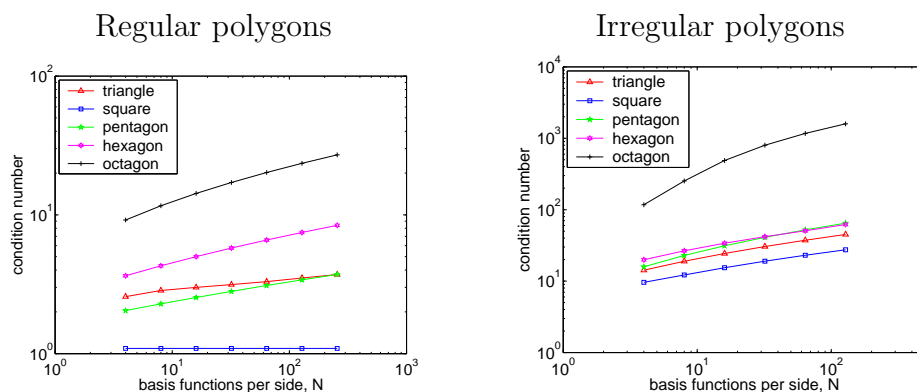 Regular polygons
10^2
10^1
10^0
10^0 10^1 10^2 10^3
condition number
basis functions per side, N
triangle
square
pentagon
hexagon
octagon
Irregular polygons
10^4
10^3
10^2
10^1
10^0
10^0 10^1 10^2
condition number
basis functions per side, N
triangle
square
pentagon
hexagon
octagon